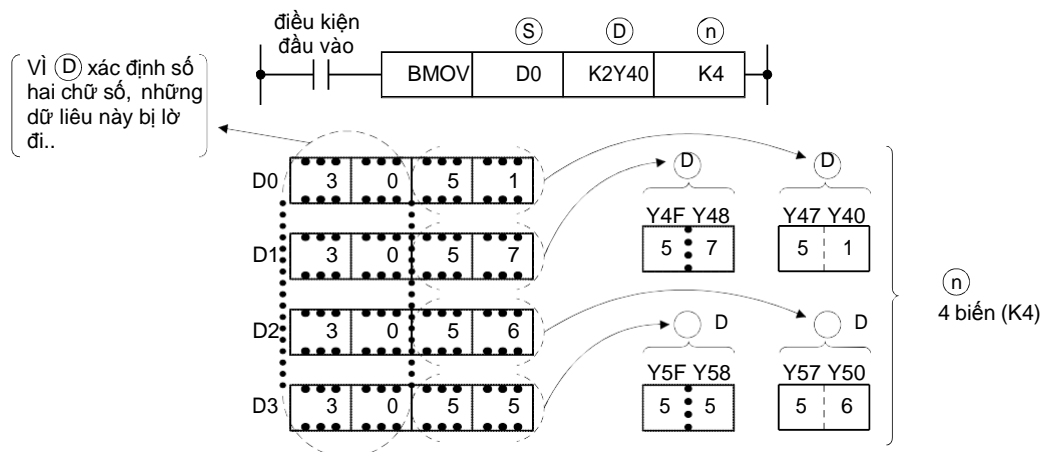 điều kiện
đầu vào
S D n
BMOV D0 K2Y40 K4
VÌ D xác định số
hai chữ số, những
dữ liêu này bị lờ
đi..
D0 3 0 5 1
D1 3 0 5 7
D2 3 0 5 6
D3 3 0 5 5
D D
Y4F Y48 Y47 Y40
5 7 5 1
D D
Y5F Y58 Y57 Y50
5 5 5 6
n
4 biến (K4)